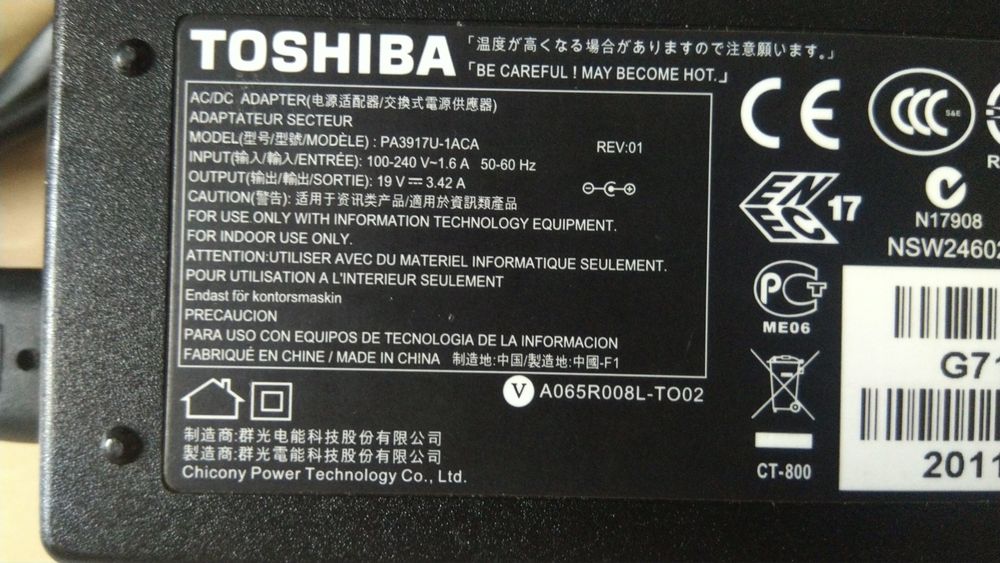 TOSHIBA
「温度が高くなる場合がありますので注意願います。」
「BE CAREFUL ! MAY BECOME HOT.」
AC/DC ADAPTER(电源适配器/交換式電源供應器)
ADAPTATEUR SECTEUR
MODEL(型号/型號/MODÈLE) : PA3917U-1ACA REV:01
INPUT(输入/輸入/ENTRÉE): 100-240 V~1.6 A 50-60 Hz
OUTPUT(输出/輸出/SORTIE): 19 V⎓ 3.42 A
CAUTION(警告): 适用于资讯类产品/適用於資訊類產品
FOR USE ONLY WITH INFORMATION TECHNOLOGY EQUIPMENT.
FOR INDOOR USE ONLY.
ATTENTION:UTILISER AVEC DU MATERIEL INFORMATIQUE SEULEMENT.
POUR UTILISATION A L'INTERIEUR SEULEMENT
Endast för kontorsmaskin
PRECAUCION
PARA USO CON EQUIPOS DE TECNOLOGIA DE LA INFORMACION
FABRIQUÉ EN CHINE / MADE IN CHINA 制造地:中国/製造地:中國-F1
V A065R008L-TO02
制造商:群光电能科技股份有限公司
製造商:群光電能科技股份有限公司
Chicony Power Technology Co., Ltd.
CE
CCC S&E
ENEC 17
N17908
NSW24602
PCT
ME06
CT-800
G71
2011